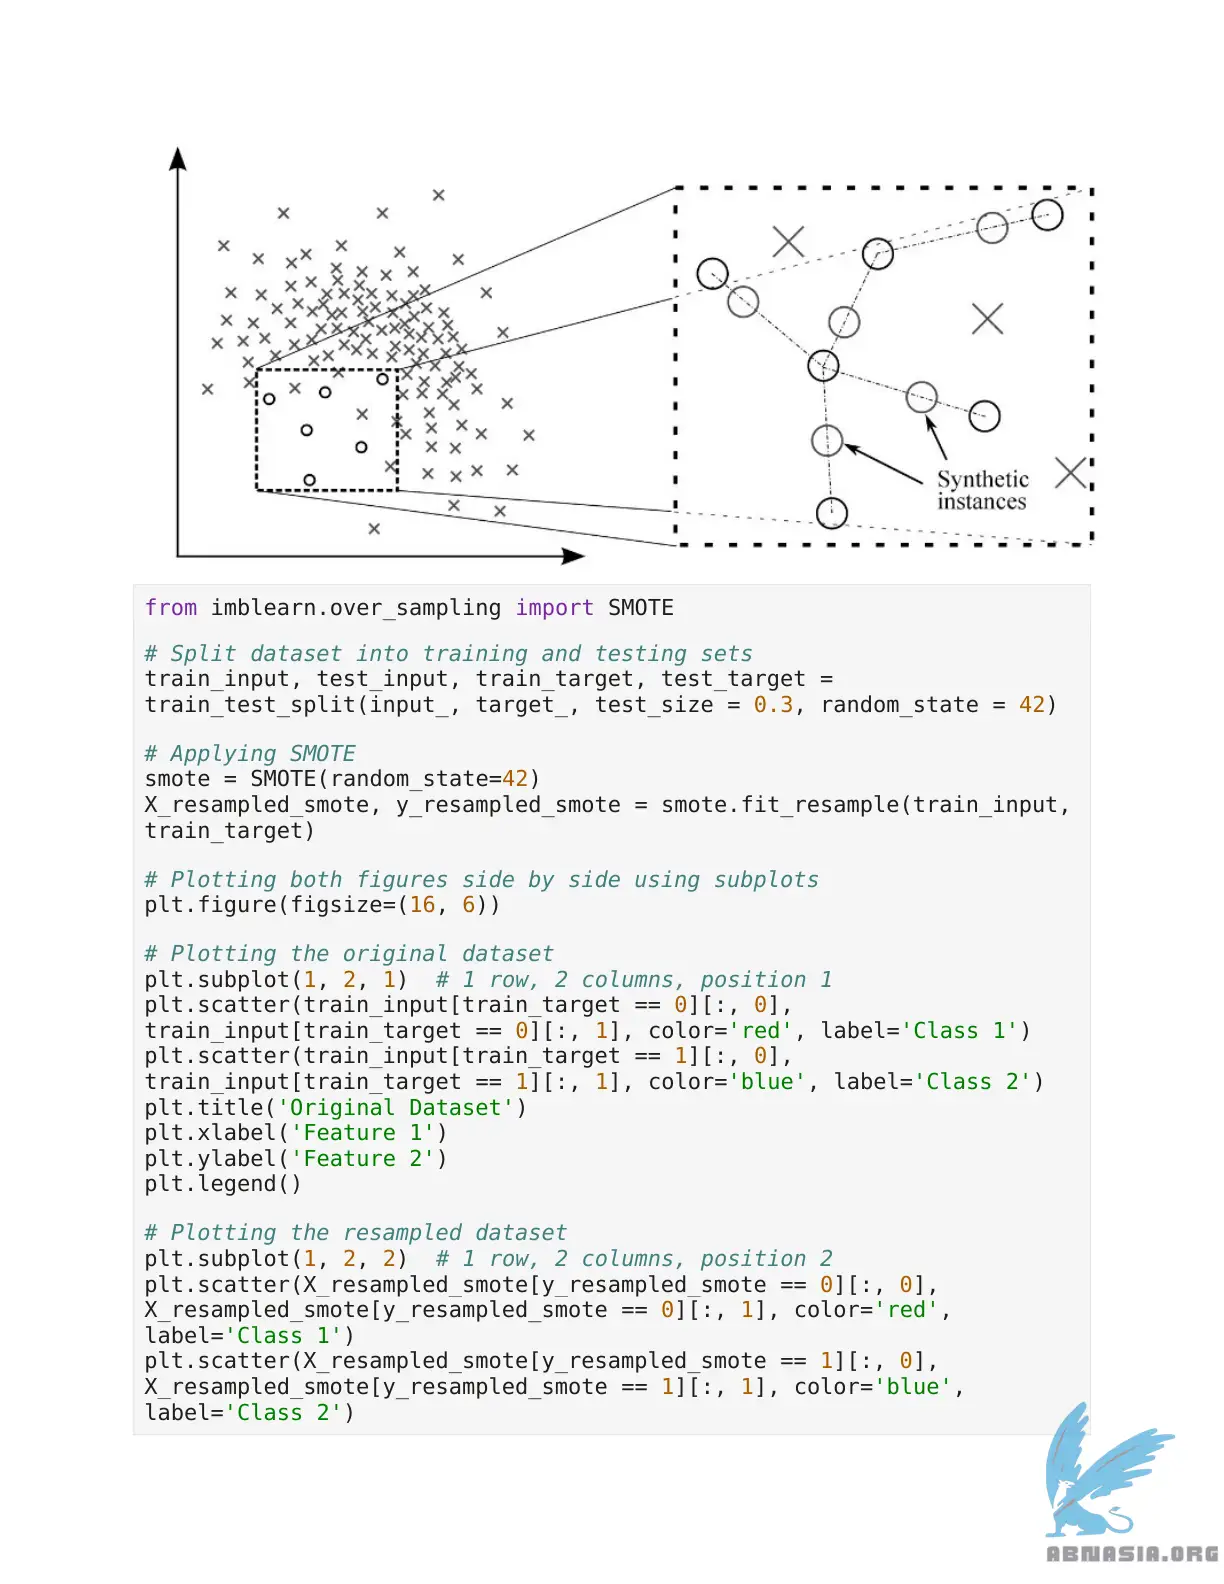 Synthetic
instances
from imblearn.over_sampling import SMOTE
# Split dataset into training and testing sets
train_input, test_input, train_target, test_target =
train_test_split(input_, target_, test_size = 0.3, random_state = 42)
# Applying SMOTE
smote = SMOTE(random_state=42)
X_resampled_smote, y_resampled_smote = smote.fit_resample(train_input,
train_target)
# Plotting both figures side by side using subplots
plt.figure(figsize=(16, 6))
# Plotting the original dataset
plt.subplot(1, 2, 1)  # 1 row, 2 columns, position 1
plt.scatter(train_input[train_target == 0][:, 0],
train_input[train_target == 0][:, 1], color='red', label='Class 1')
plt.scatter(train_input[train_target == 1][:, 0],
train_input[train_target == 1][:, 1], color='blue', label='Class 2')
plt.title('Original Dataset')
plt.xlabel('Feature 1')
plt.ylabel('Feature 2')
plt.legend()
# Plotting the resampled dataset
plt.subplot(1, 2, 2)  # 1 row, 2 columns, position 2
plt.scatter(X_resampled_smote[y_resampled_smote == 0][:, 0],
X_resampled_smote[y_resampled_smote == 0][:, 1], color='red',
label='Class 1')
plt.scatter(X_resampled_smote[y_resampled_smote == 1][:, 0],
X_resampled_smote[y_resampled_smote == 1][:, 1], color='blue',
label='Class 2')
ABNASIA.ORG